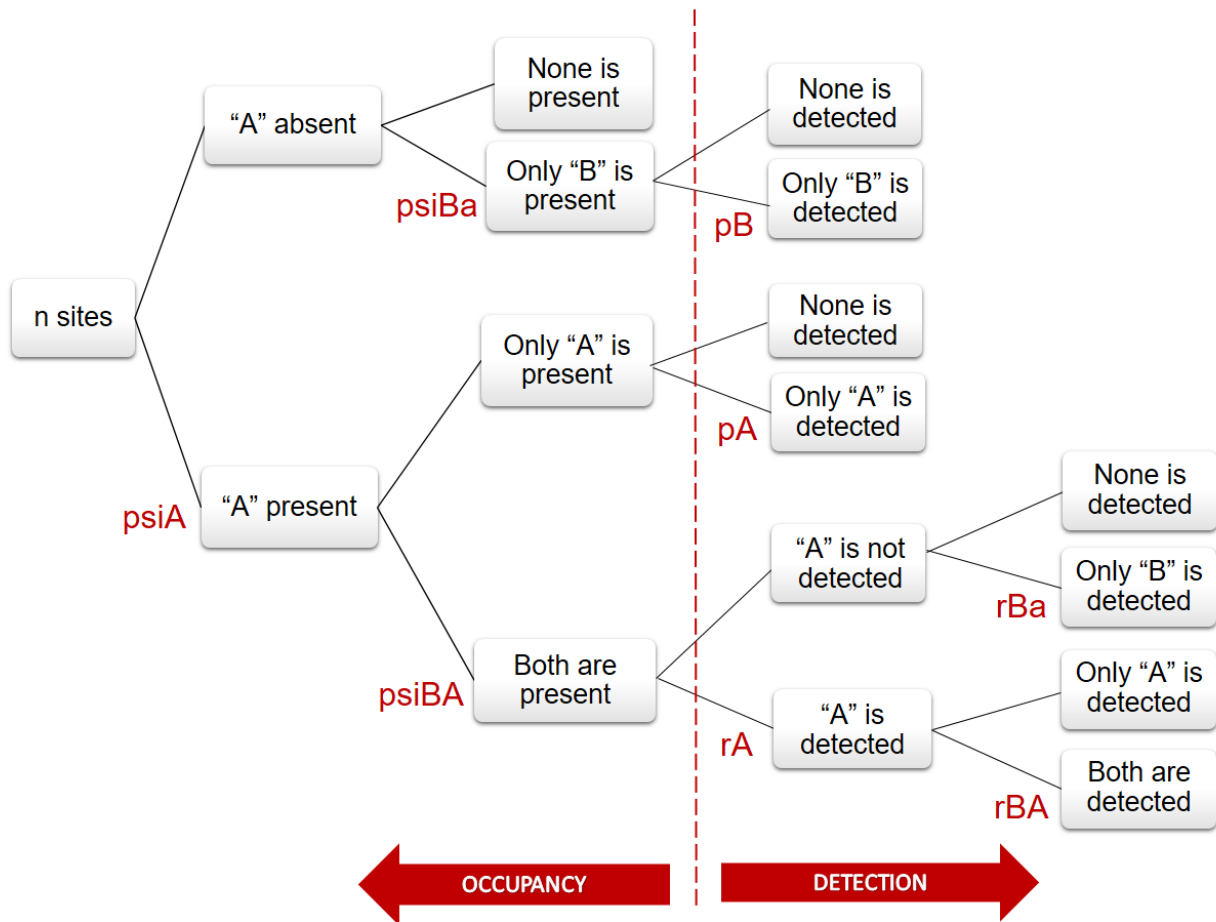 None is
present
“A” absent
Only “B” is
present
psiBa
None is
detected
Only “B” is
detected
pB
n sites
Only “A” is
present
None is
detected
Only “A” is
detected
pA
“A” present
psiA
Both are
present
psiBA
“A” is not
detected
None is
detected
Only “B” is
detected
rBa
“A” is
detected
rA
Only “A” is
detected
Both are
detected
rBA
OCCUPANCY
DETECTION